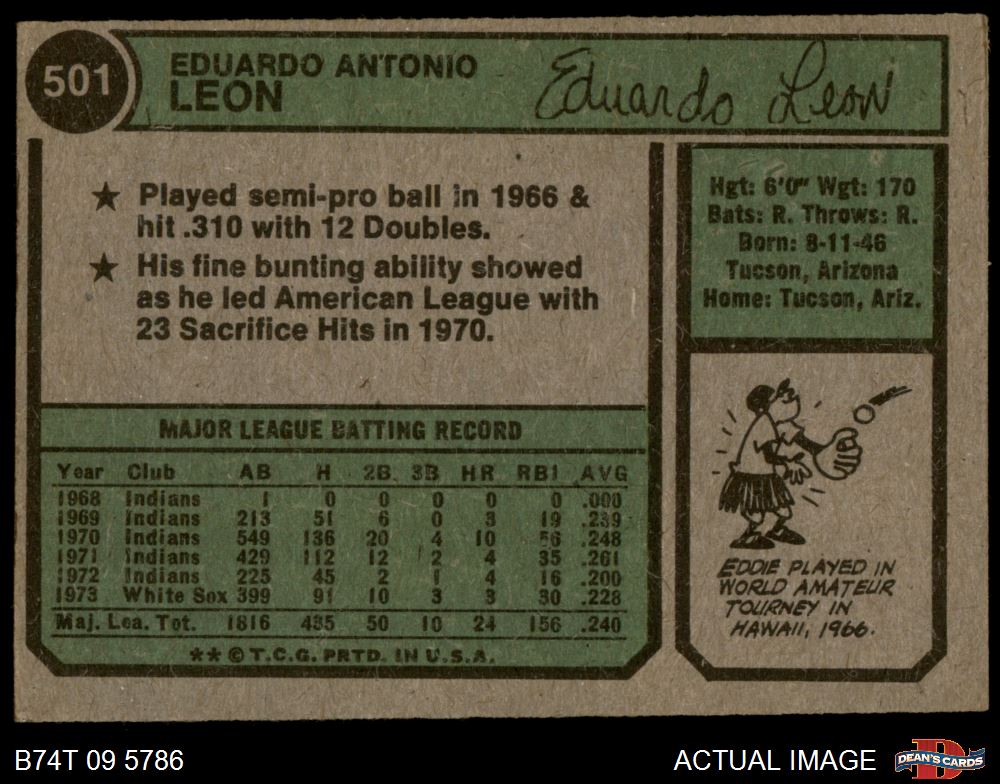 501
EDUARDO ANTONIO
LEON
Eduardo Leon
★ Played semi-pro ball in 1966 &
hit .310 with 12 Doubles.
★ His fine bunting ability showed
as he led American League with
23 Sacrifice Hits in 1970.
Hgt: 6'0" Wgt: 170
Bats: R. Throws: R.
Born: 8-11-46
Tucson, Arizona
Home: Tucson, Ariz.
MAJOR LEAGUE BATTING RECORD
Year Club AB H 2B 3B HR RBI AVG
1968 Indians 1 0 0 0 0 0 .000
1969 Indians 213 51 6 0 3 19 .239
1970 Indians 549 136 20 4 10 56 .248
1971 Indians 429 112 12 2 4 35 .261
1972 Indians 225 45 2 1 4 16 .200
1973 White Sox 399 91 10 3 3 30 .228
Maj. Lea. Tot. 1816 435 50 10 24 156 .240
** © T.C.G. PRTD. IN U.S.A.
EDDIE PLAYED IN
WORLD AMATEUR
TOURNEY IN
HAWAII, 1966.
B74T 09 5786
ACTUAL IMAGE
DEAN'S CARDS